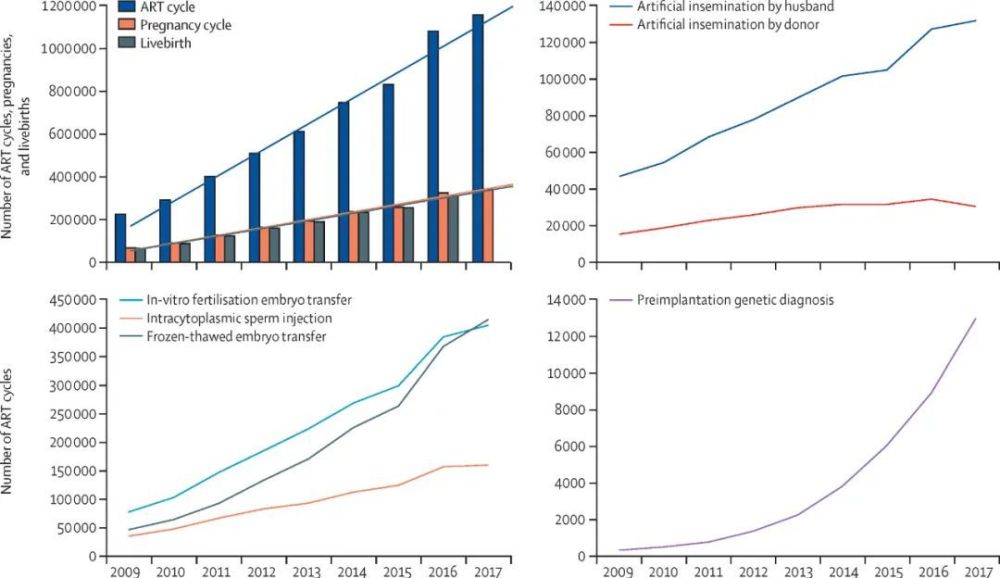 Number of ART cycles, pregnancies,
and livebirths
1200000
1000000
800000
600000
400000
200000
0
ART cycle
Pregnancy cycle
Livebirth
140000
120000
100000
80000
60000
40000
20000
0
Artificial insemination by husband
Artificial insemination by donor
Number of ART cycles
450000
400000
350000
300000
250000
200000
150000
100000
50000
0
In-vitro fertilisation embryo transfer
Intracytoplasmic sperm injection
Frozen-thawed embryo transfer
2009 2010 2011 2012 2013 2014 2015 2016 2017
14000
12000
10000
8000
6000
4000
2000
0
Preimplantation genetic diagnosis
2009 2010 2011 2012 2013 2014 2015 2016 2017